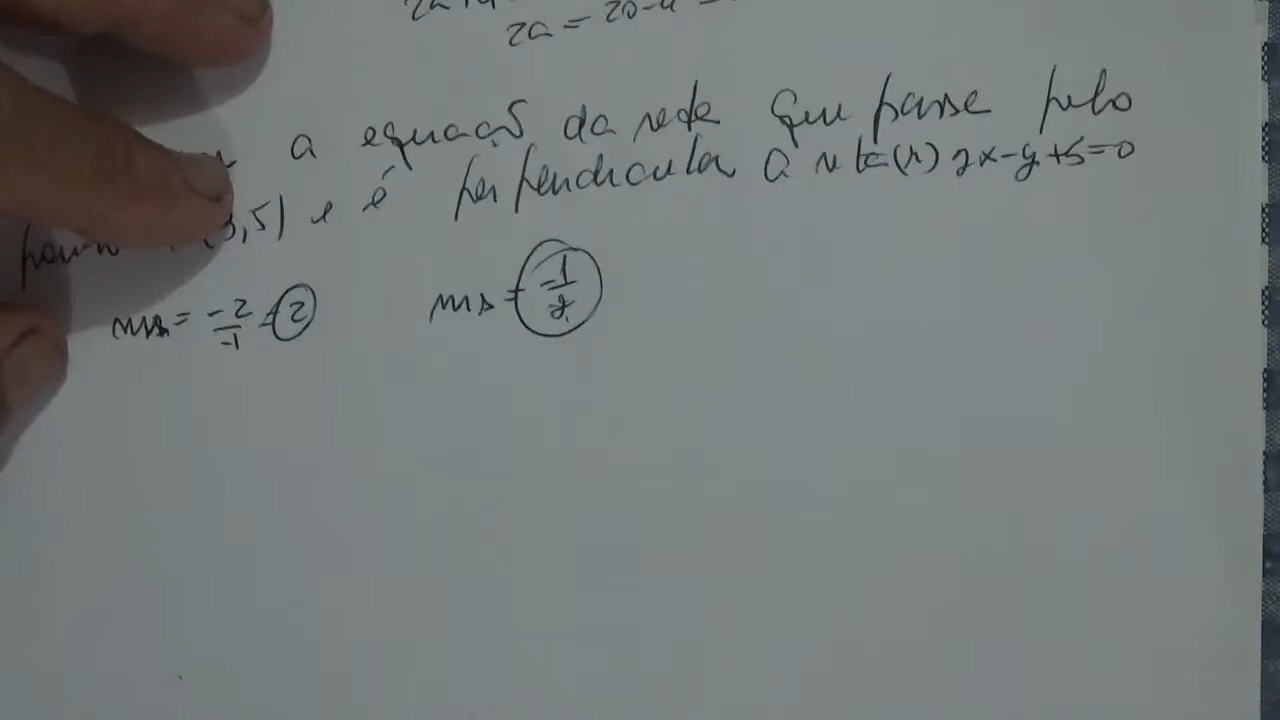 2a = 20-4
a equação da reta que passe pelo
3,5) e é perpendicular a reta (r) 2x-y+5=0
mr = -2/-1 = 2 ms = -1/2